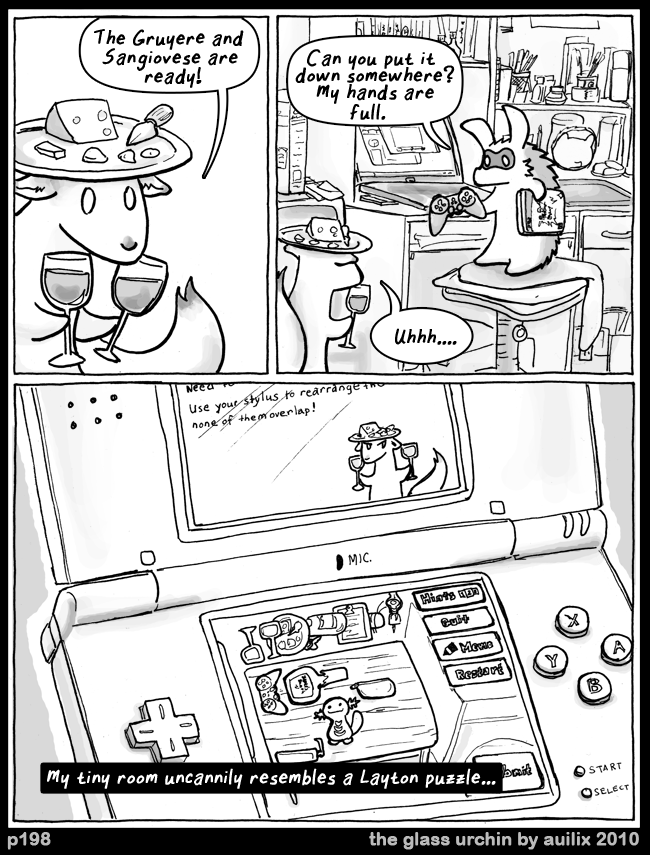 The Gruyere and
Sangiovese are
ready!
Can you put it
down somewhere?
My hands are
full.
Uhhh....
Need
Use your stylus to rearrange the
none of them overlap!
MIC.
Hints
Quit
Memo
Restart
X
Y
A
B
My tiny room uncannily resembles a Layton puzzle...
START
SELECT
p198
the glass urchin by auilix 2010